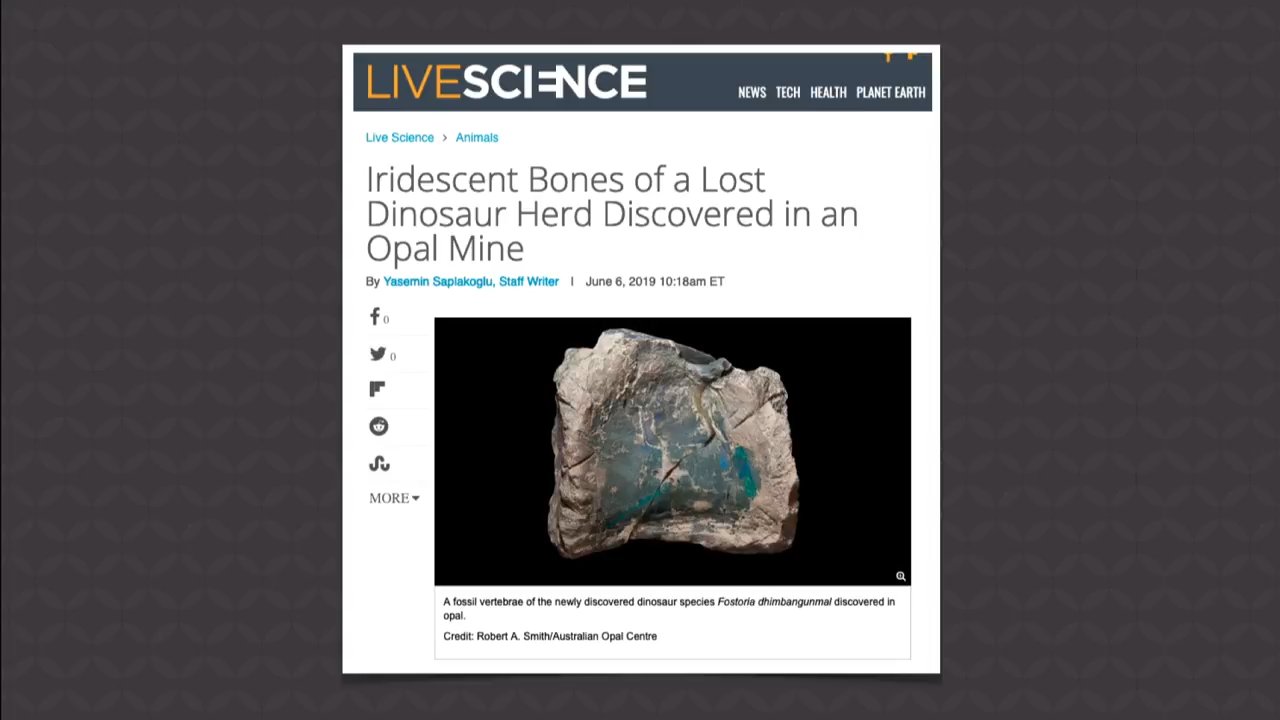 LIVESCIENCE
NEWS TECH HEALTH PLANET EARTH
Live Science > Animals
Iridescent Bones of a Lost
Dinosaur Herd Discovered in an
Opal Mine
By Yasemin Saplakoglu, Staff Writer | June 6, 2019 10:18am ET
0
0
MORE
A fossil vertebrae of the newly discovered dinosaur species Fostoria dhimbangunmal discovered in
opal.
Credit: Robert A. Smith/Australian Opal Centre